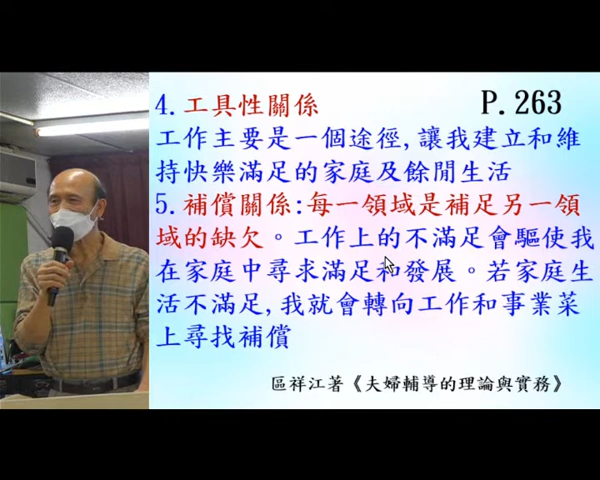 4.工具性關係 P.263
工作主要是一個途徑,讓我建立和維
持快樂滿足的家庭及餘閒生活
5.補償關係:每一領域是補足另一領
域的缺欠。工作上的不滿足會驅使我
在家庭中尋求滿足和發展。若家庭生
活不滿足,我就會轉向工作和事業菜
上尋找補償
區祥江著《夫婦輔導的理論與實務》